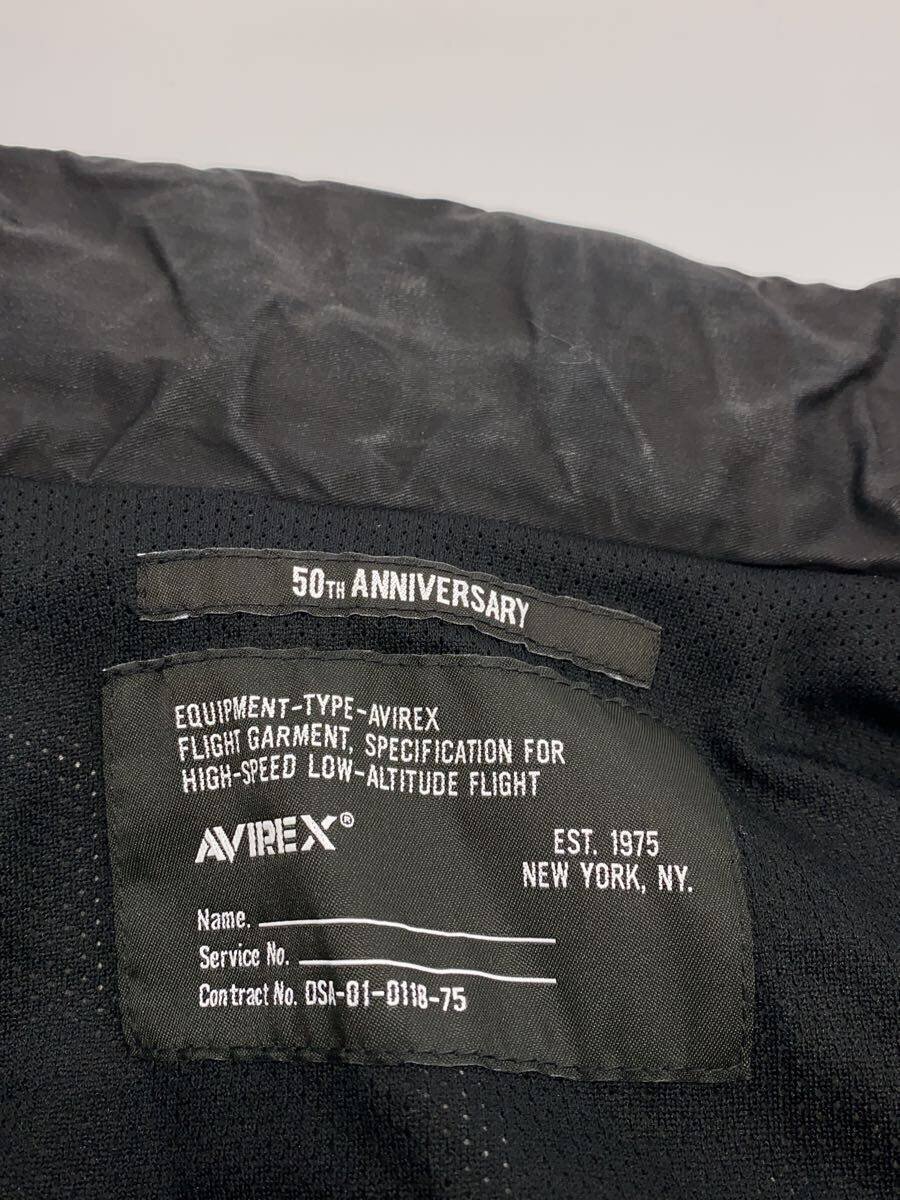 50TH ANNIVERSARY
EQUIPMENT-TYPE-AVIREX
FLIGHT GARMENT, SPECIFICATION FOR
HIGH-SPEED LOW-ALTITUDE FLIGHT
AVIREX®
EST. 1975
NEW YORK, NY.
Name.
Service No.
Contract No. DSA-01-0118-75